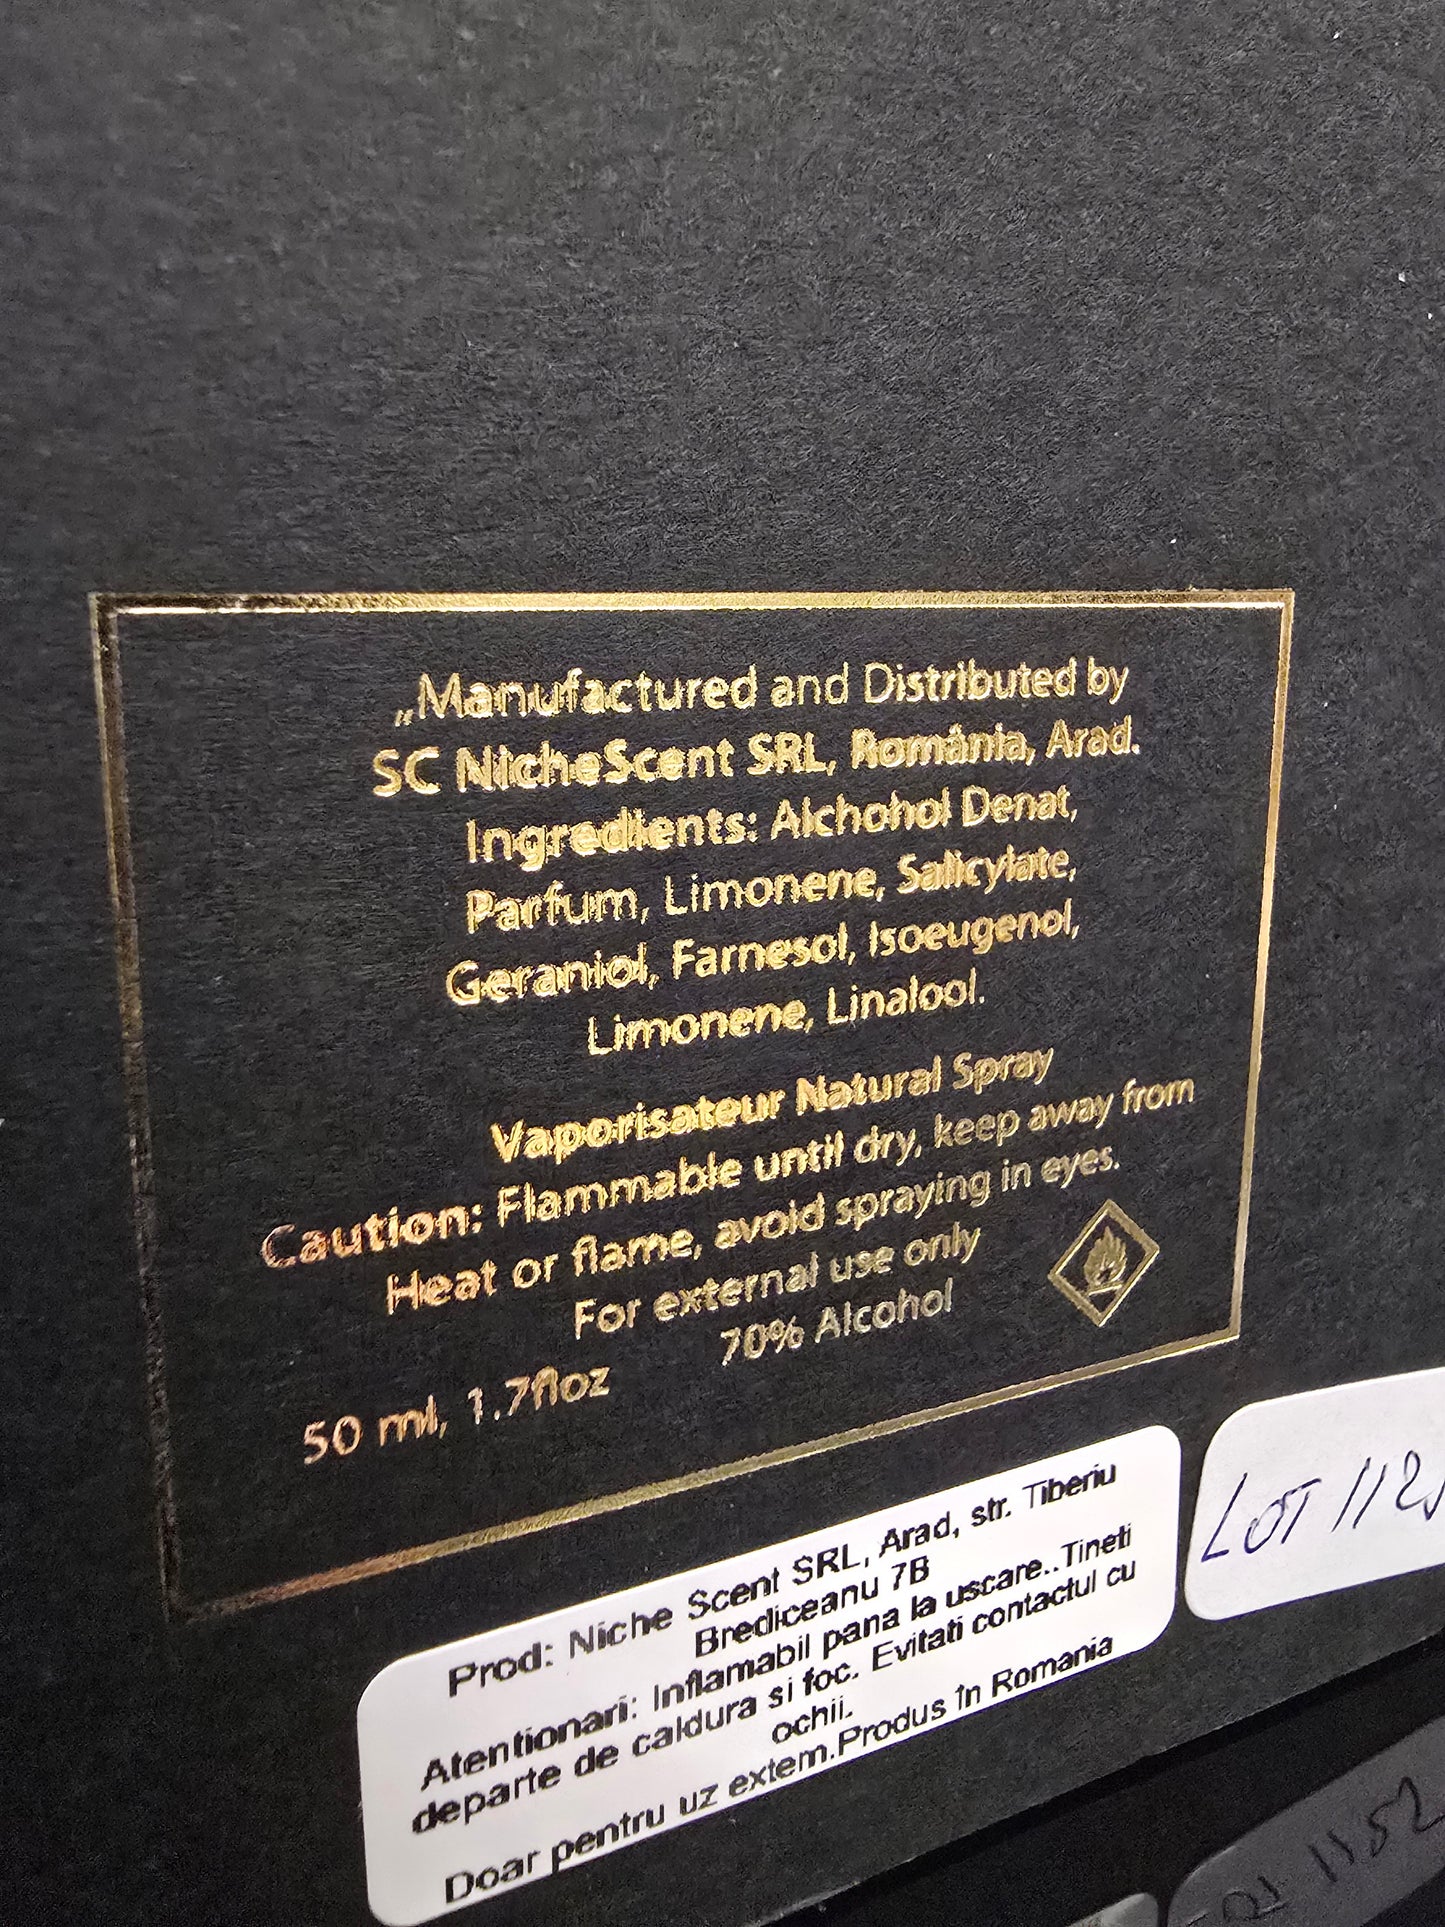 „Manufactured and Distributed by
SC NicheScent SRL, România, Arad.
Ingredients: Alchohol Denat,
Parfum, Limonene, Salicylate,
Geraniol, Farnesol, Isoeugenol,
Limonene, Linalool.
Vaporisateur Natural Spray
Caution: Flammable until dry, keep away from
Heat or flame, avoid spraying in eyes.
For external use only
70% Alcohol
50 ml, 1.7floz
Prod: Niche Scent SRL, Arad, str. Tiberiu
Brediceanu 7B
Atentionari: Inflamabil pana la uscare..Tineti
departe de caldura si foc. Evitati contactul cu
ochii.
Doar pentru uz extern.Produs în Romania
LOT